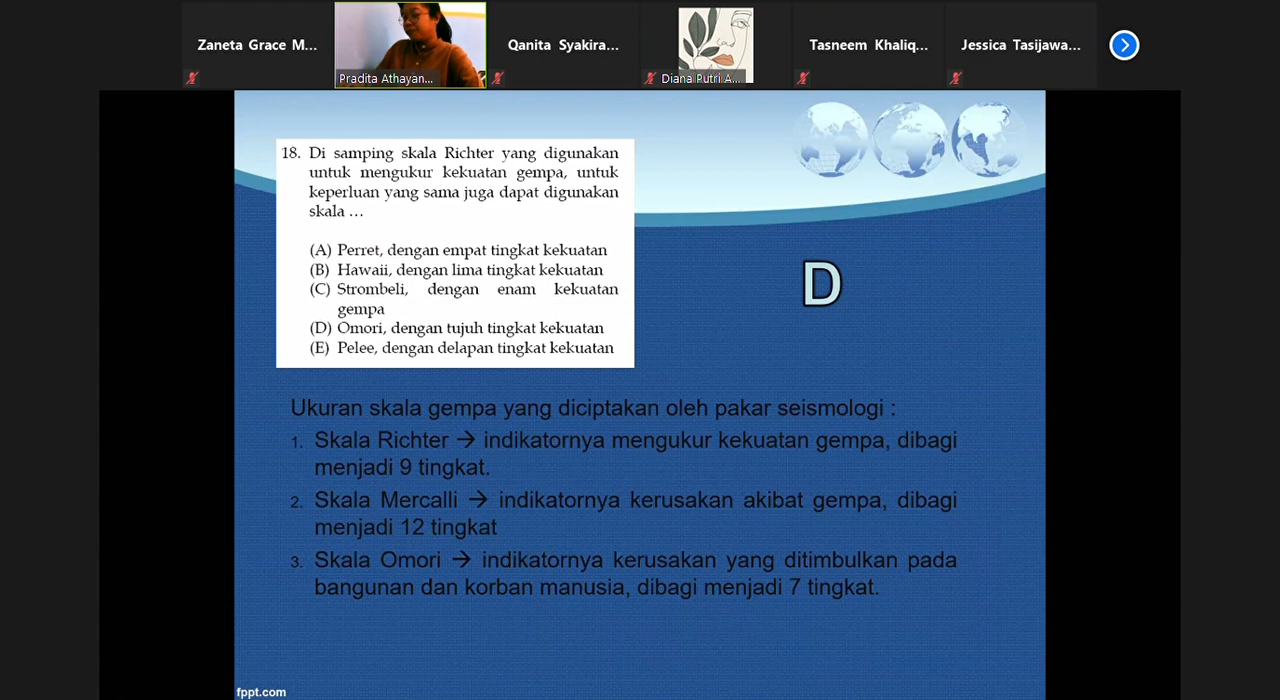 Zaneta Grace M...
Pradita Athayan...
Qanita Syakira...
Diana Putri A...
Tasneem Khaliq...
Jessica Tasijawa...
18. Di samping skala Richter yang digunakan
untuk mengukur kekuatan gempa, untuk
keperluan yang sama juga dapat digunakan
skala ...
(A) Perret, dengan empat tingkat kekuatan
(B) Hawaii, dengan lima tingkat kekuatan
(C) Strombeli, dengan enam kekuatan
gempa
(D) Omori, dengan tujuh tingkat kekuatan
(E) Pelee, dengan delapan tingkat kekuatan
D
Ukuran skala gempa yang diciptakan oleh pakar seismologi :
1. Skala Richter → indikatornya mengukur kekuatan gempa, dibagi
menjadi 9 tingkat.
2. Skala Mercalli → indikatornya kerusakan akibat gempa, dibagi
menjadi 12 tingkat
3. Skala Omori → indikatornya kerusakan yang ditimbulkan pada
bangunan dan korban manusia, dibagi menjadi 7 tingkat.
fppt.com